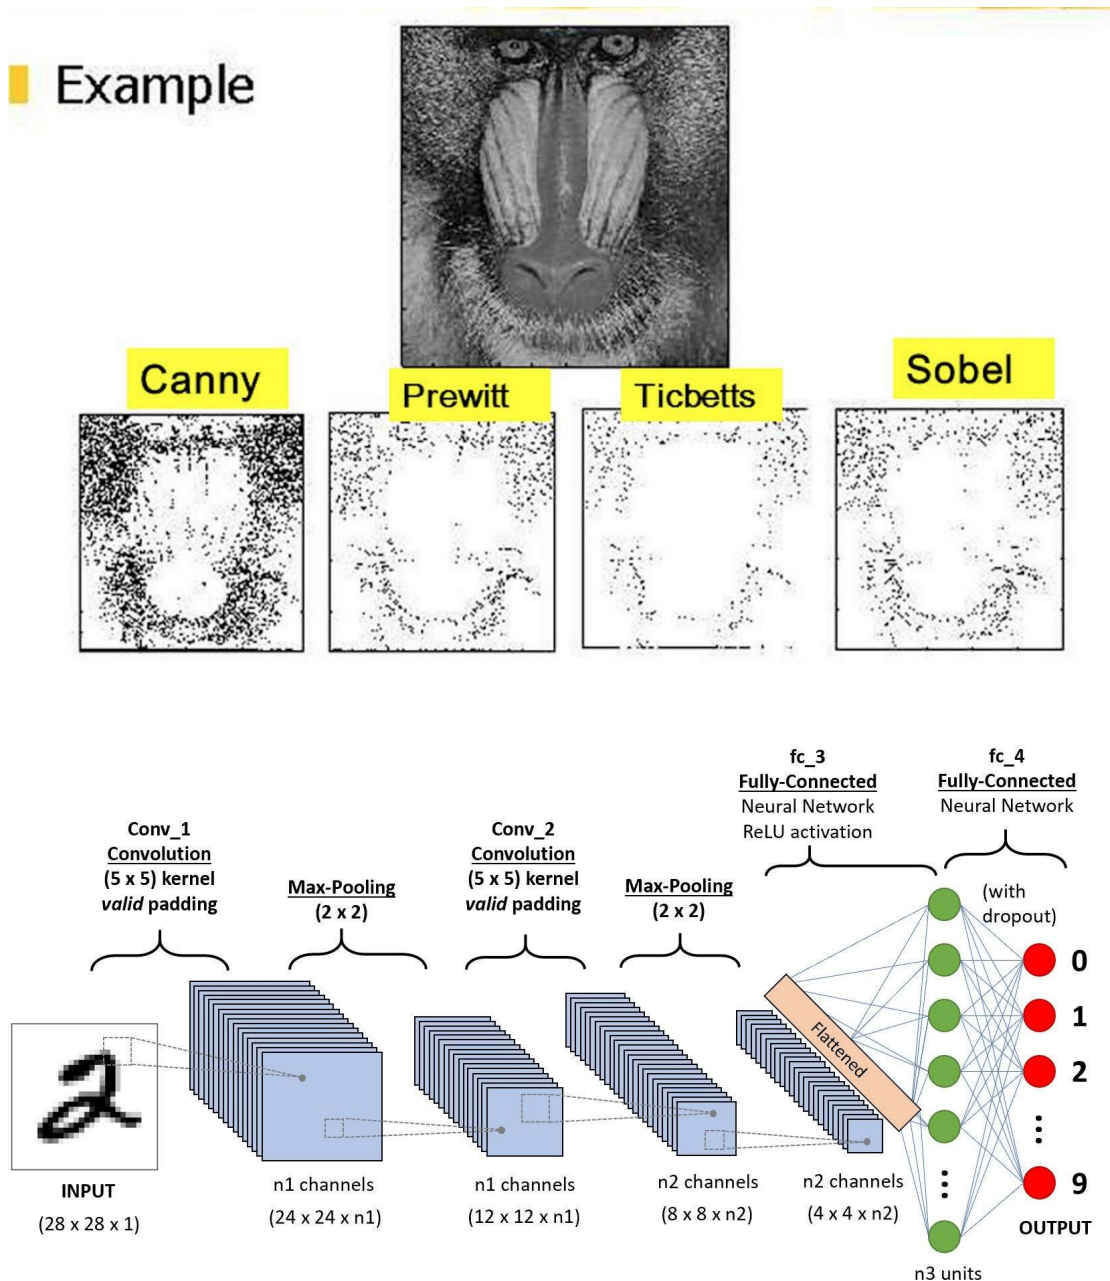 Example
Canny
Prewitt
Ticbetts
Sobel
fc_3
Fully-Connected
Neural Network
ReLU activation
fc_4
Fully-Connected
Neural Network
Conv_1
Convolution
(5 x 5) kernel
valid padding
Max-Pooling
(2 x 2)
Conv_2
Convolution
(5 x 5) kernel
valid padding
Max-Pooling
(2 x 2)
(with
dropout)
Flattened
0
1
2
9
INPUT
(28 x 28 x 1)
n1 channels
(24 x 24 x n1)
n1 channels
(12 x 12 x n1)
n2 channels
(8 x 8 x n2)
n2 channels
(4 x 4 x n2)
OUTPUT
n3 units